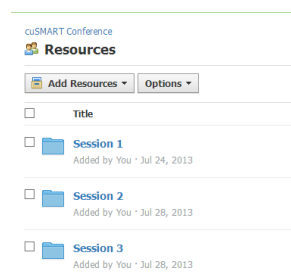 cuSMART Conference
Resources
Add Resources Options
Title
Session 1
Added by You · Jul 24, 2013
Session 2
Added by You · Jul 28, 2013
Session 3
Added by You · Jul 28, 2013